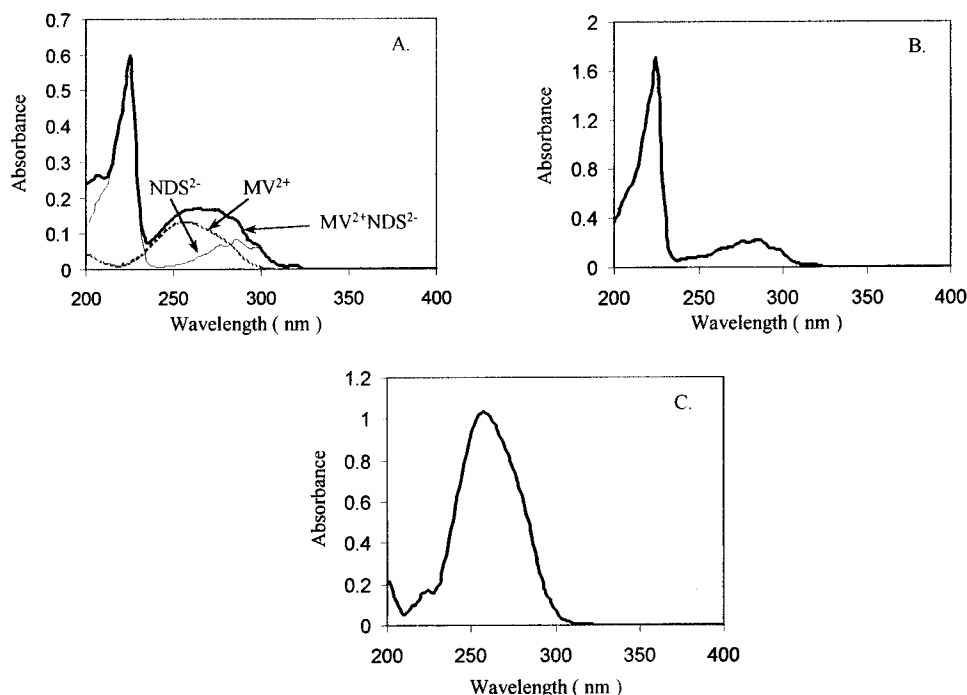 A.
0.7
0.6
0.5
0.4
0.3
0.2
0.1
0
Absorbance
NDS²⁻
MV²⁺
MV²⁺NDS²⁻
200 250 300 350 400
Wavelength ( nm )
B.
2
1.6
1.2
0.8
0.4
0
Absorbance
200 250 300 350 400
Wavelength ( nm )
C.
1.2
1
0.8
0.6
0.4
0.2
0
Absorbance
200 250 300 350 400
Wavelength ( nm )